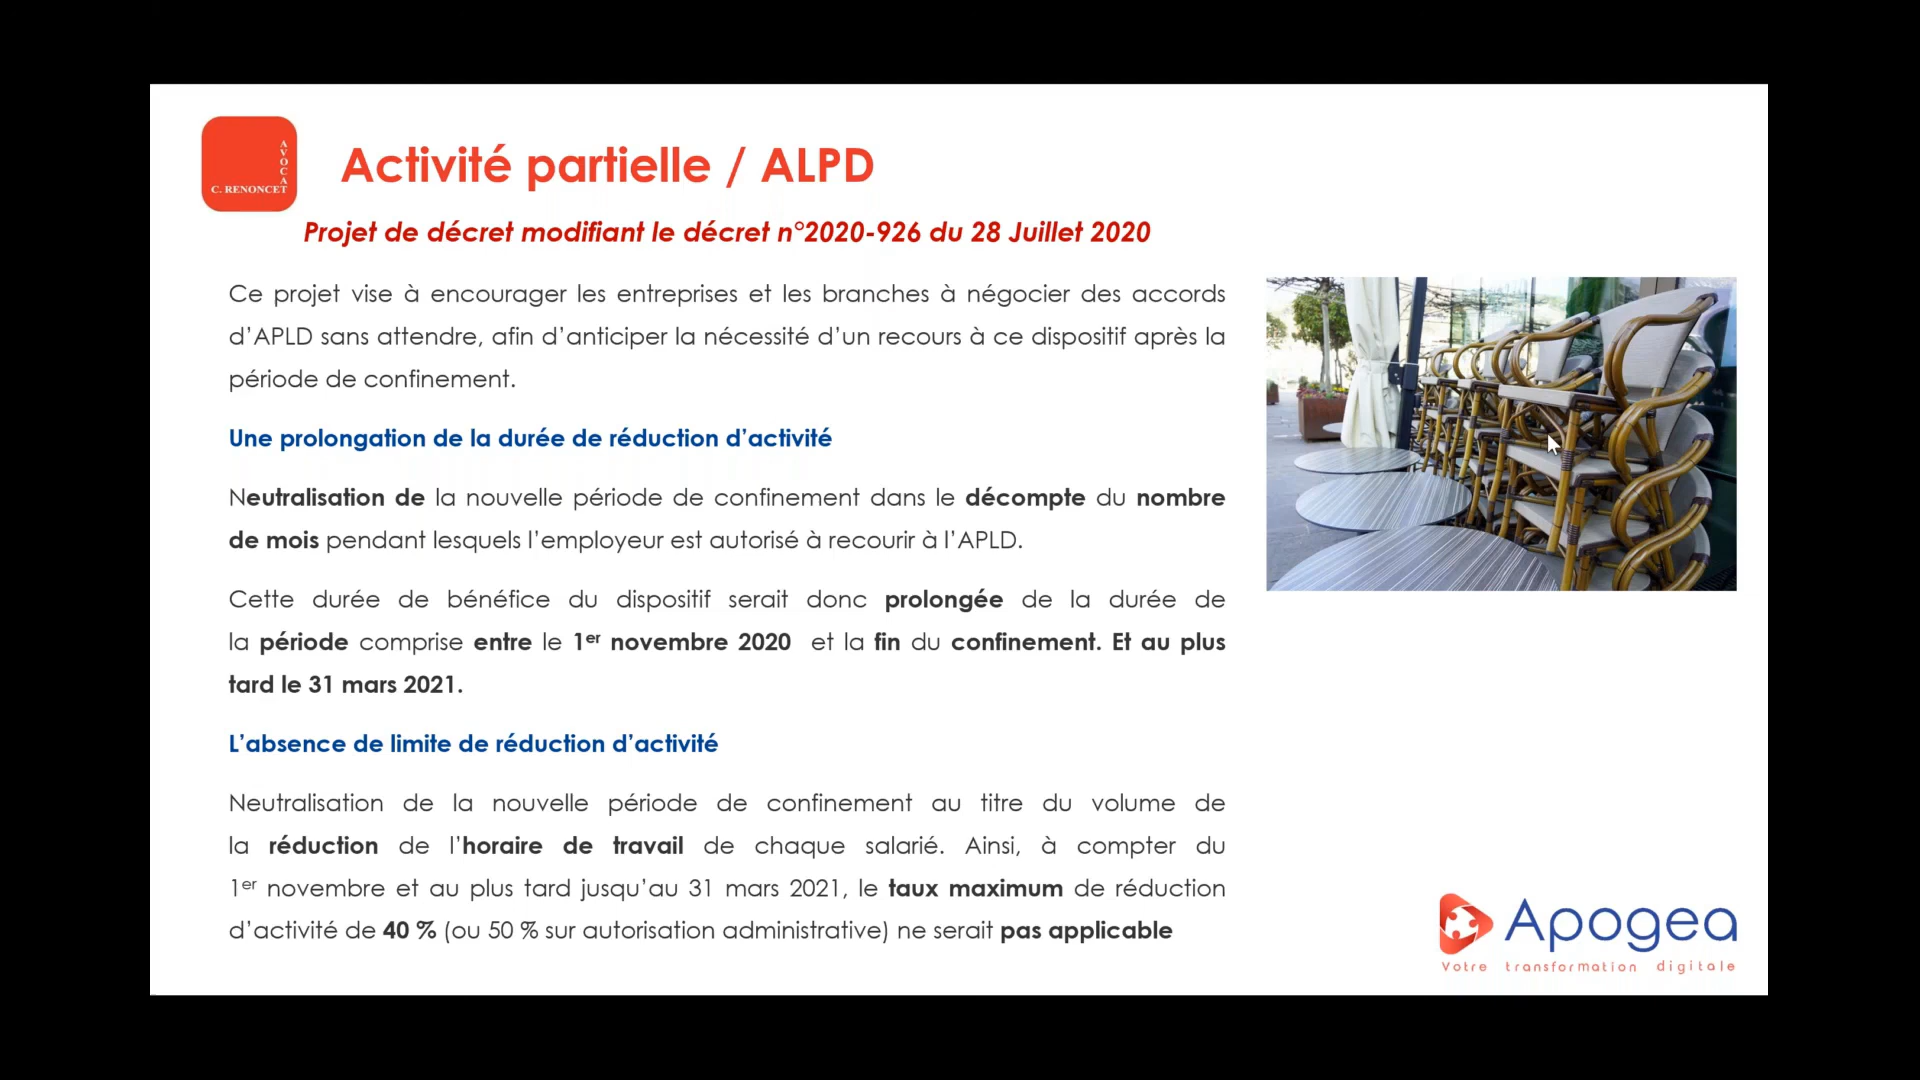 AVOCAT
C. RENONCET
Activité partielle / ALPD
Projet de décret modifiant le décret n°2020-926 du 28 Juillet 2020
Ce projet vise à encourager les entreprises et les branches à négocier des accords
d’APLD sans attendre, afin d’anticiper la nécessité d’un recours à ce dispositif après la
période de confinement.
Une prolongation de la durée de réduction d’activité
Neutralisation de la nouvelle période de confinement dans le décompte du nombre
de mois pendant lesquels l’employeur est autorisé à recourir à l’APLD.
Cette durée de bénéfice du dispositif serait donc prolongée de la durée de
la période comprise entre le 1er novembre 2020 et la fin du confinement. Et au plus
tard le 31 mars 2021.
L’absence de limite de réduction d’activité
Neutralisation de la nouvelle période de confinement au titre du volume de
la réduction de l’horaire de travail de chaque salarié. Ainsi, à compter du
1er novembre et au plus tard jusqu’au 31 mars 2021, le taux maximum de réduction
d’activité de 40 % (ou 50 % sur autorisation administrative) ne serait pas applicable
Apogea
Votre transformation digitale